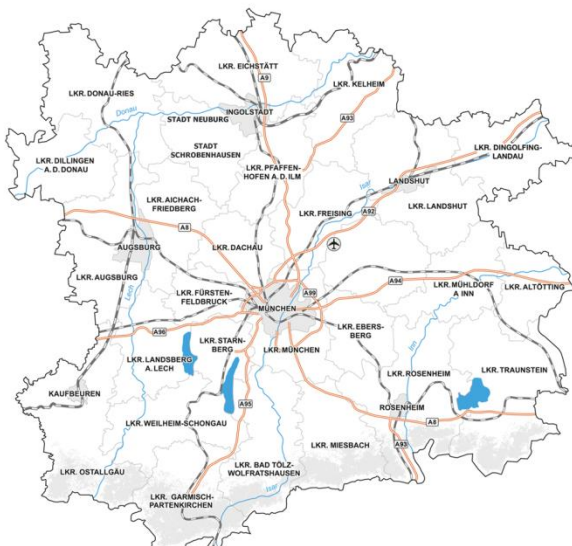 LKR. EICHSTÄTT
A9
LKR. KELHEIM
LKR. DONAU-RIES
Donau
INGOLSTADT
STADT NEUBURG
A93
STADT
SCHROBENHAUSEN
LKR. DINGOLFING-
LANDAU
LKR. DILLINGEN
A. D. DONAU
LKR. PFAFFEN-
HOFEN A. D. ILM
LANDSHUT
Isar
LKR. AICHACH-
FRIEDBERG
LKR. LANDSHUT
LKR. FREISING
A92
A8
AUGSBURG
LKR. DACHAU
LKR. AUGSBURG
Lech
A94
LKR. MÜHLDORF
A INN
LKR. ALTÖTTING
LKR. FÜRSTEN-
FELDBRUCK
A99
MÜNCHEN
A96
LKR. STARN-
BERG
LKR. EBERS-
BERG
LKR. MÜNCHEN
Inn
LKR. LANDSBERG
A. LECH
LKR. ROSENHEIM
LKR. TRAUNSTEIN
KAUFBEUREN
A95
ROSENHEIM
LKR. WEILHEIM-SCHONGAU
A8
LKR. MIESBACH
A93
LKR. OSTALLGÄU
LKR. BAD TÖLZ-
WOLFRATSHAUSEN
Isar
LKR. GARMISCH-
PARTENKIRCHEN